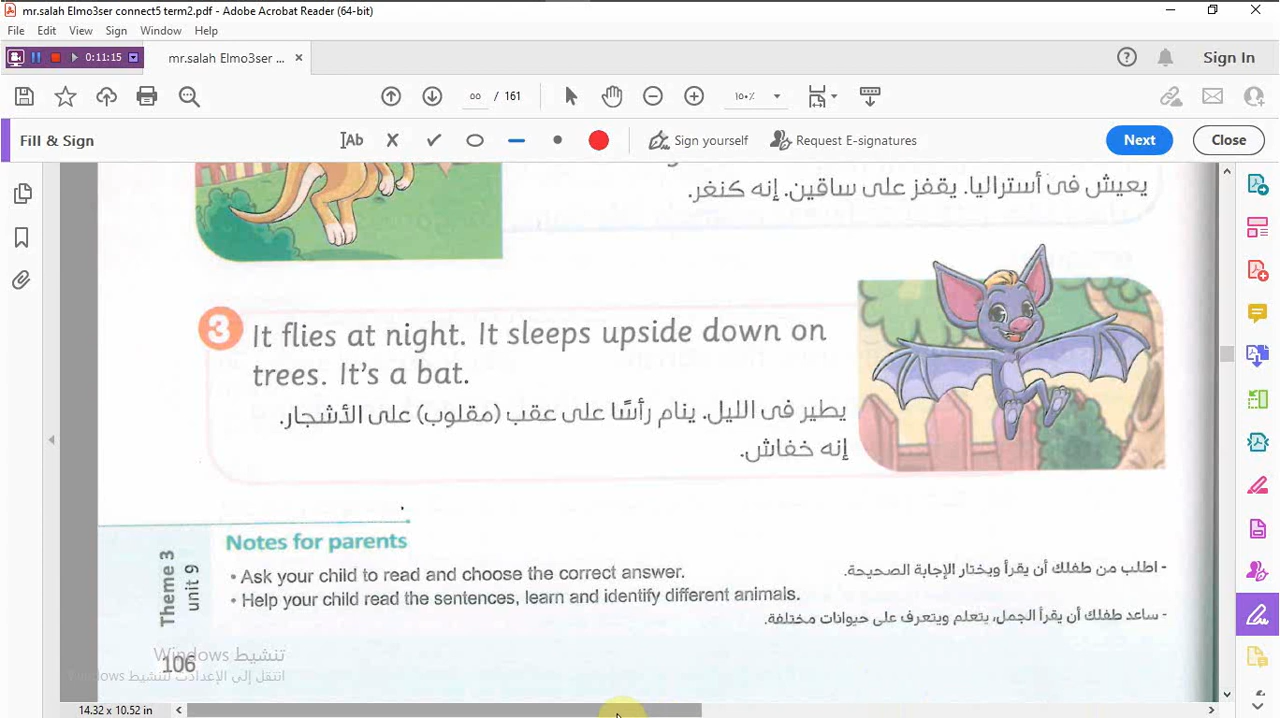 mr.salah Elmo3ser connect5 term2.pdf - Adobe Acrobat Reader (64-bit)
File Edit View Sign Window Help
0:11:15
mr.salah Elmo3ser ... ×
Sign In
٥٥ / 161
Fill & Sign
Sign yourself
Request E-signatures
Next
Close
يعيش فى أستراليا. يقفز على ساقين. إنه كنغر.
3
It flies at night. It sleeps upside down on
trees. It's a bat.
يطير فى الليل. ينام رأسًا على عقب (مقلوب) على الأشجار.
إنه خفاش.
Notes for parents
• Ask your child to read and choose the correct answer.
- اطلب من طفلك أن يقرأ ويختار الإجابة الصحيحة.
• Help your child read the sentences, learn and identify different animals.
- ساعد طفلك أن يقرأ الجمل، يتعلم ويتعرف على حيوانات مختلفة.
Theme 3
unit 9
106
تنشيط Windows
انتقل إلى الإعدادات لتنشيط Windows
14.32 x 10.52 in